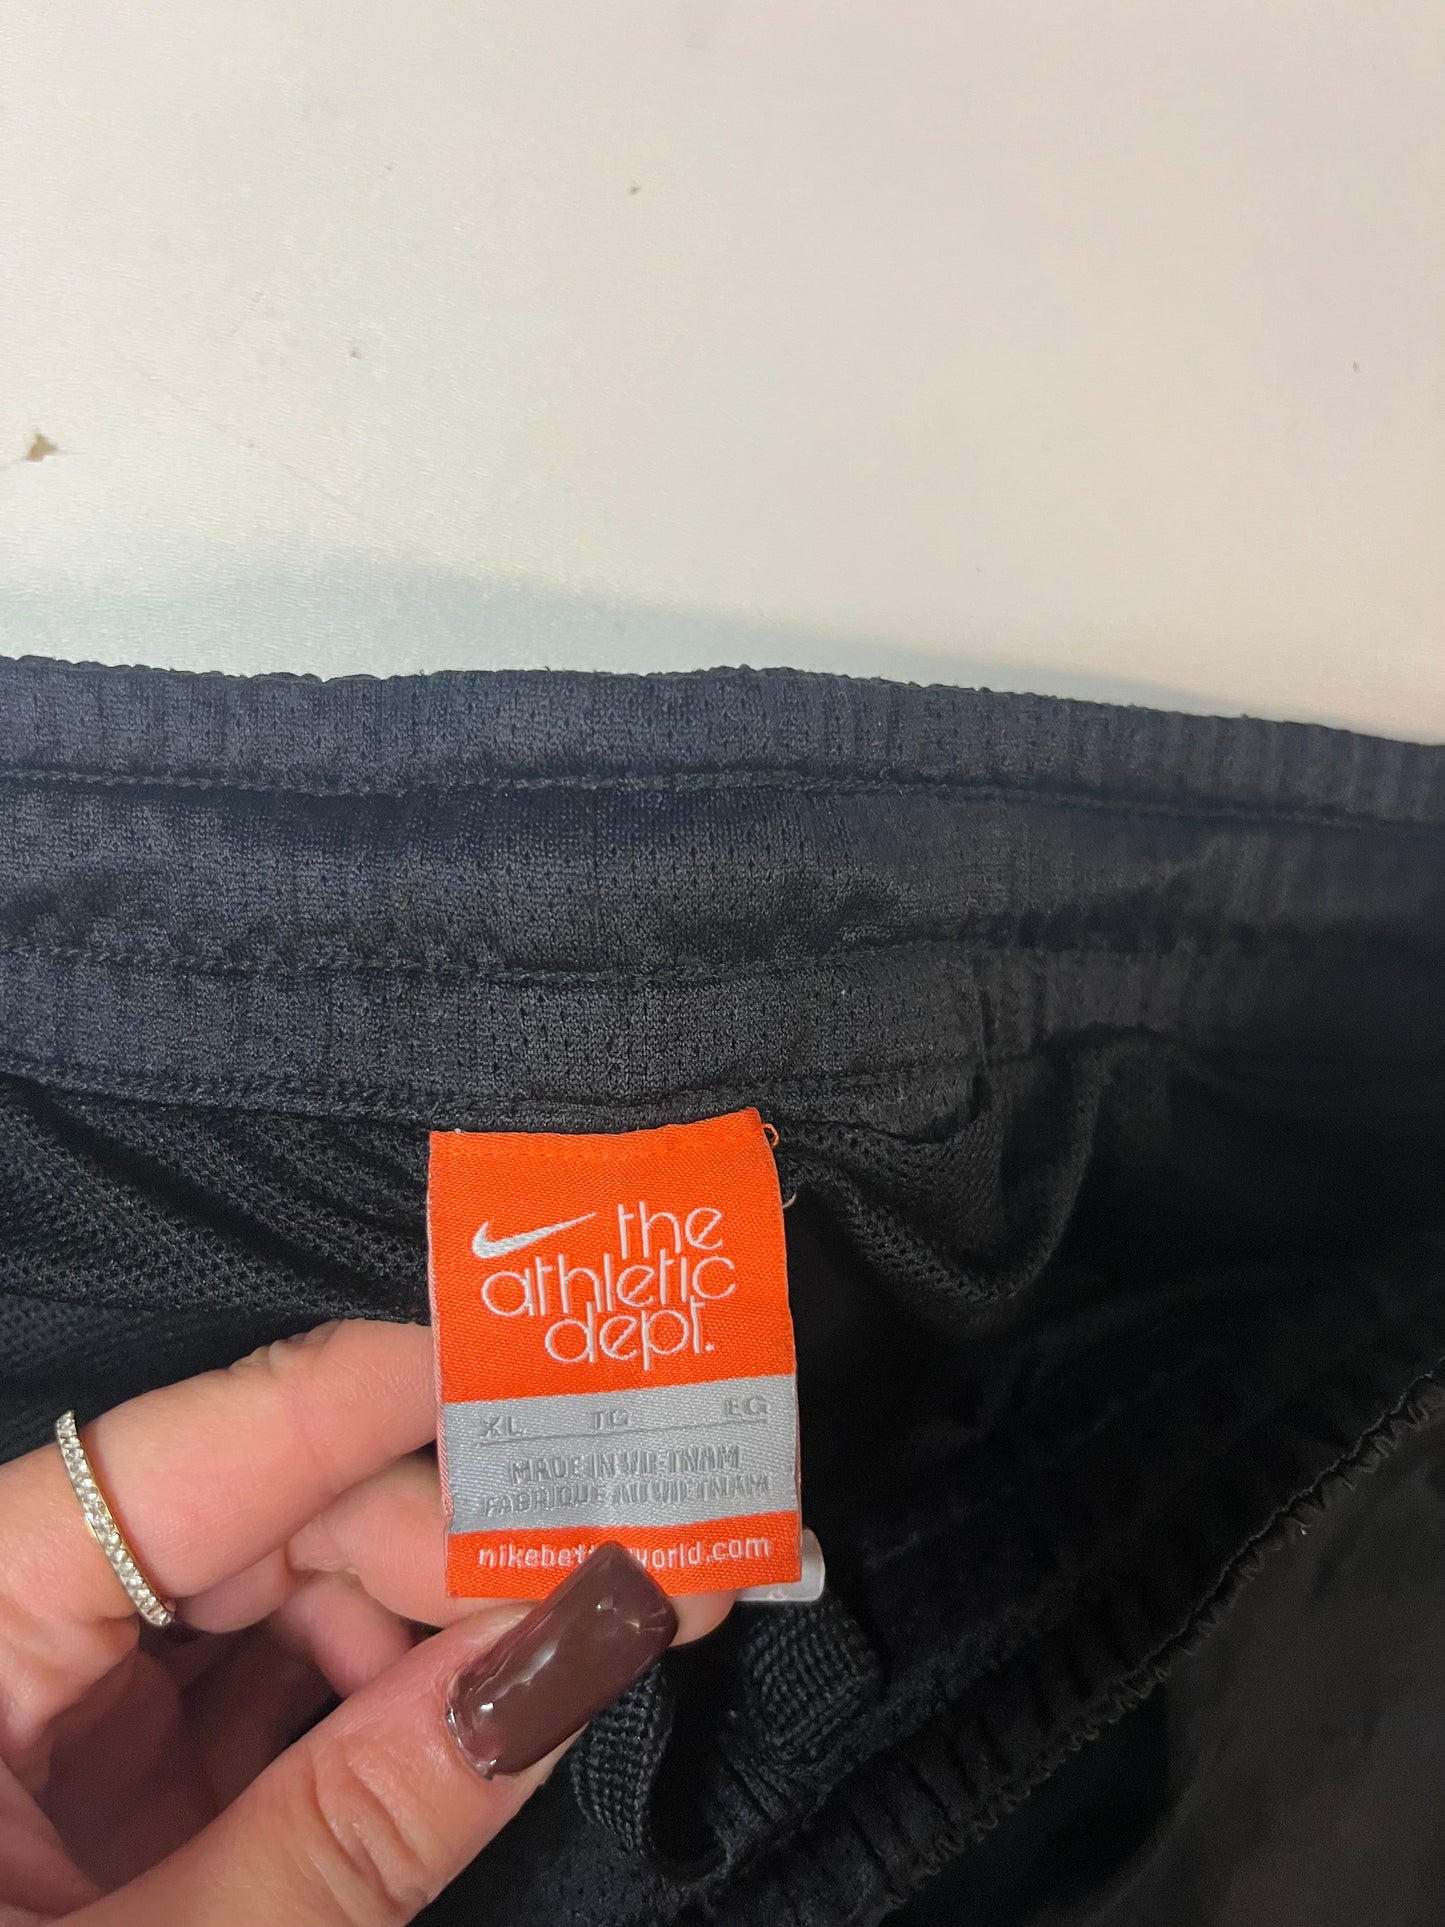 the
athletic
dept.
XL TG EG
MADE IN VIETNAM
FABRIQUE AU VIETNAM